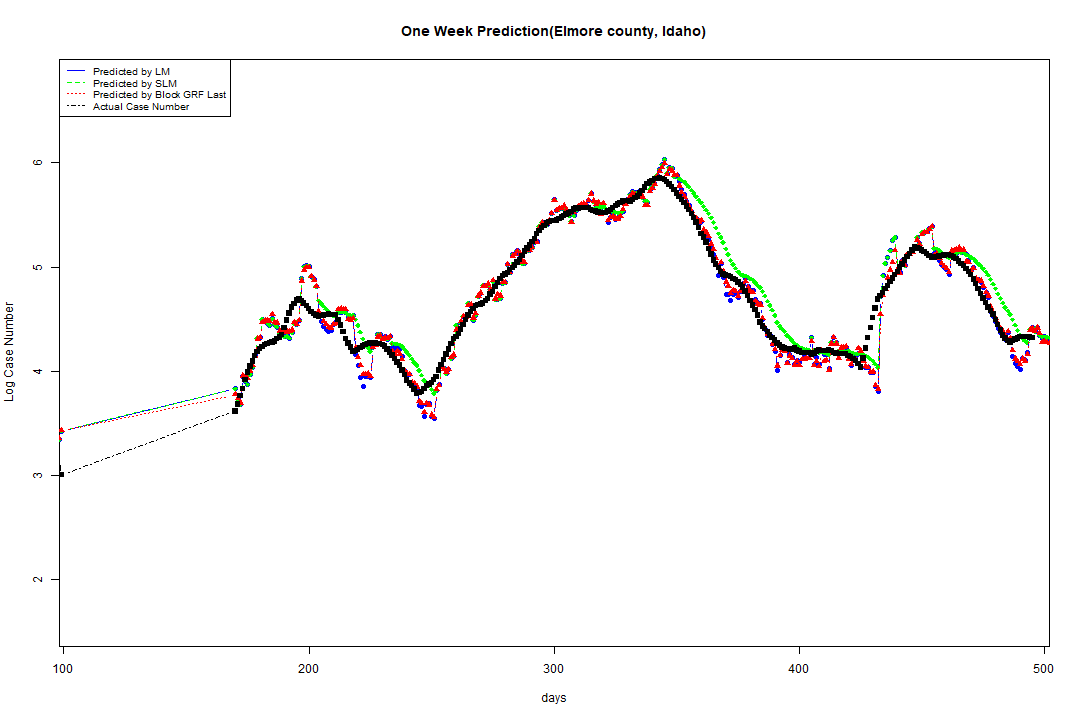 One Week Prediction(Elmore county, Idaho)
Predicted by LM
Predicted by SLM
Predicted by Block GRF Last
Actual Case Number
6
5
4
3
2
Log Case Number
100 200 300 400 500
days